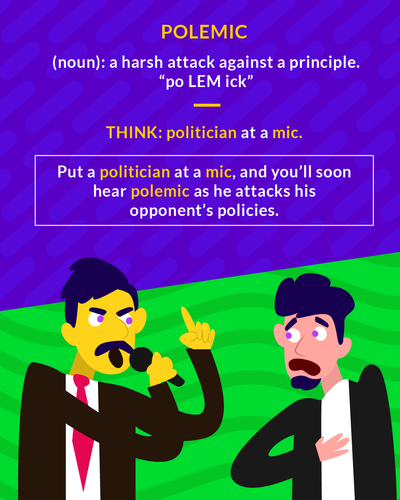 POLEMIC
(noun): a harsh attack against a principle.
“po LEM ick”
THINK: politician at a mic.
Put a politician at a mic, and you’ll soon
hear polemic as he attacks his
opponent’s policies.